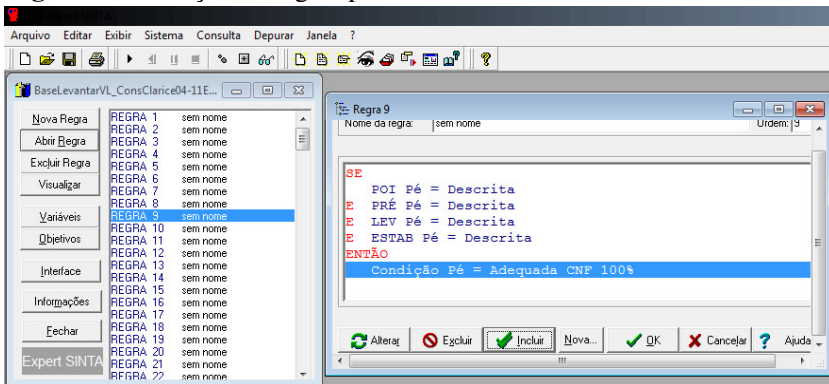 Arquivo Editar Exibir Sistema Consulta Depurar Janela ?
BaseLevantarVL_ConsClarice04-11E...
Nova Regra
Abrir Regra
Excluir Regra
Visualizar
Variáveis
Objetivos
Interface
Informações
Fechar
Expert SINTA
REGRA 1 sem nome
REGRA 2 sem nome
REGRA 3 sem nome
REGRA 4 sem nome
REGRA 5 sem nome
REGRA 6 sem nome
REGRA 7 sem nome
REGRA 8 sem nome
REGRA 9 sem nome
REGRA 10 sem nome
REGRA 11 sem nome
REGRA 12 sem nome
REGRA 13 sem nome
REGRA 14 sem nome
REGRA 15 sem nome
REGRA 16 sem nome
REGRA 17 sem nome
REGRA 18 sem nome
REGRA 19 sem nome
REGRA 20 sem nome
REGRA 21 sem nome
REGRA 22 sem nome
Regra 9
Nome da regra: sem nome Ordem: 9
SE
POI Pé = Descrita
E PRÉ Pé = Descrita
E LEV Pé = Descrita
E ESTAB Pé = Descrita
ENTÃO
Condição Pé = Adequada CNF 100%
Alterar Excluir Incluir Nova... OK Cancelar Ajuda